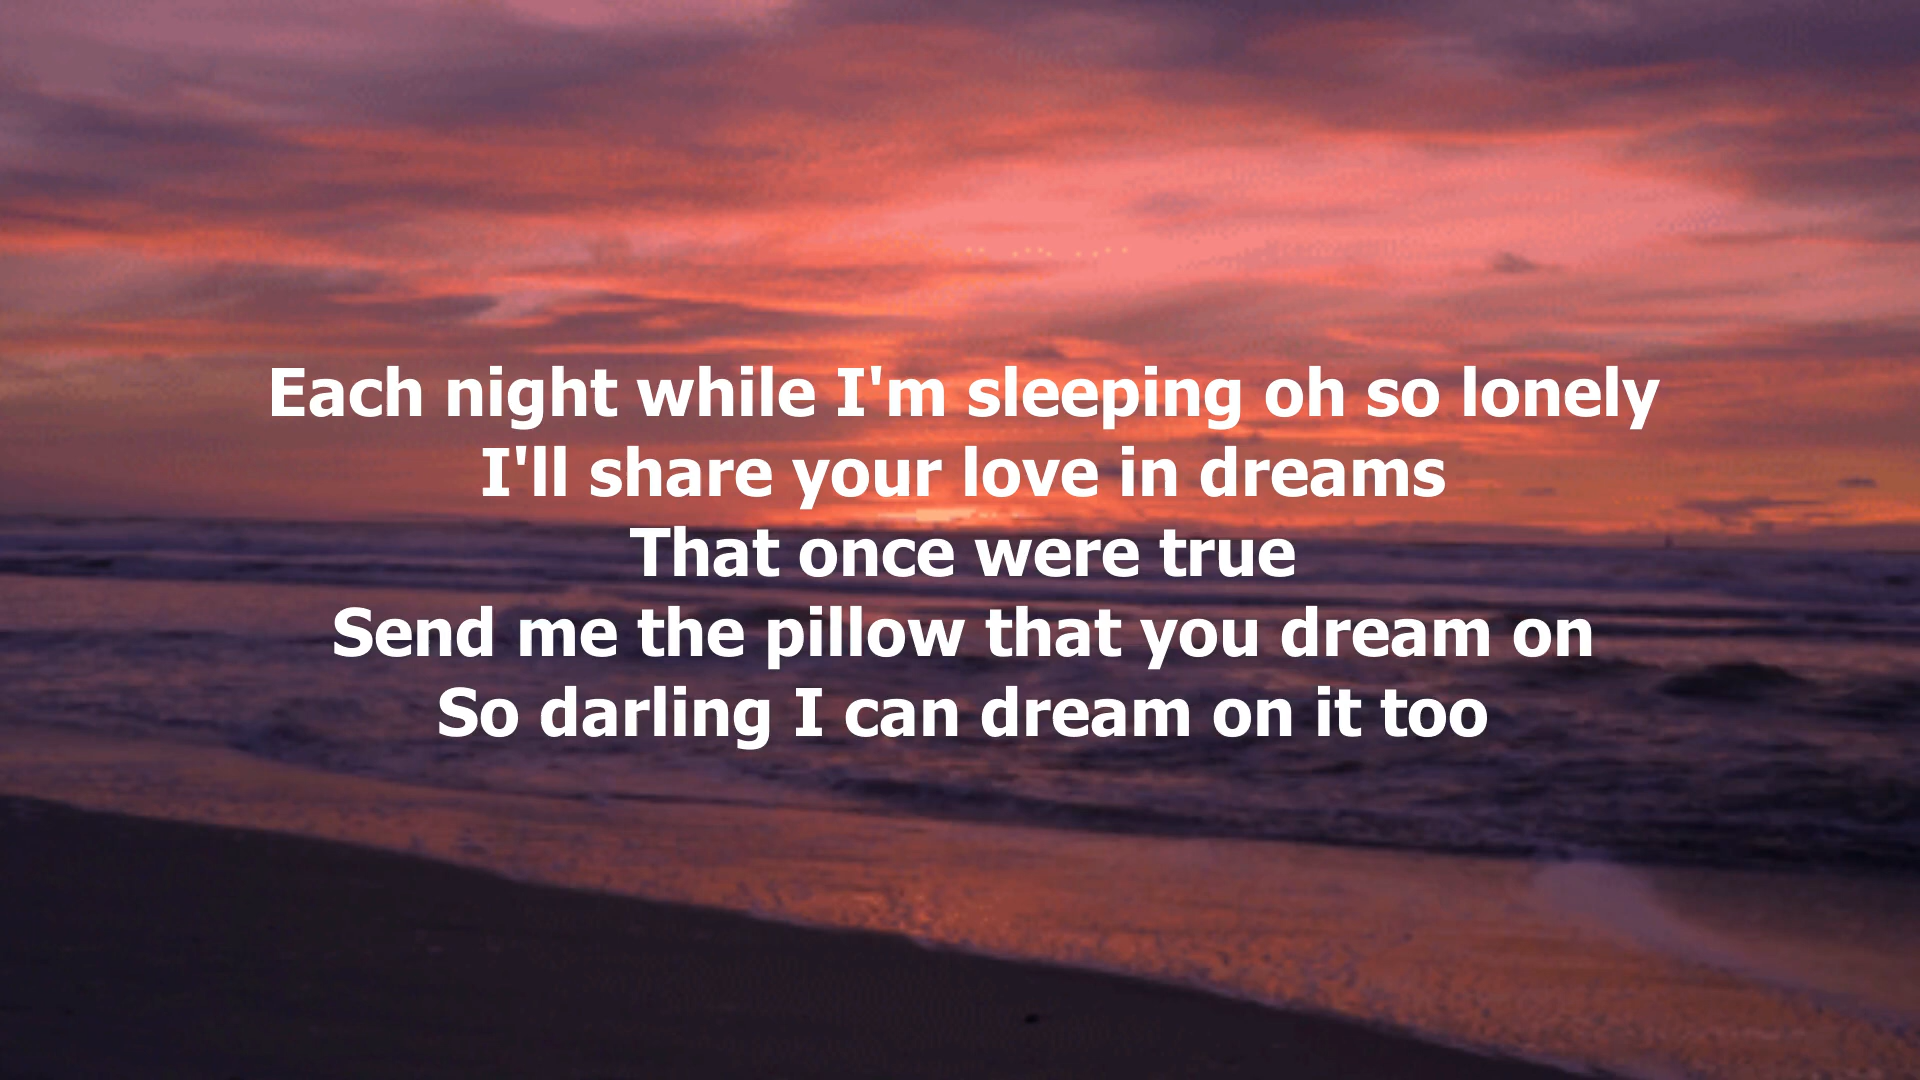 Each night while I'm sleeping oh so lonely
I'll share your love in dreams
That once were true
Send me the pillow that you dream on
So darling I can dream on it too